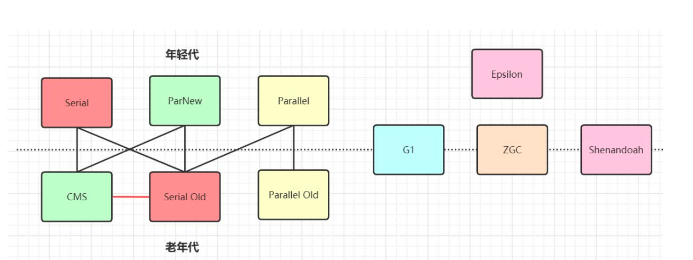 年轻代
Epsilon
Serial
ParNew
Parallel
G1
ZGC
Shenandoah
CMS
Serial Old
Parallel Old
老年代